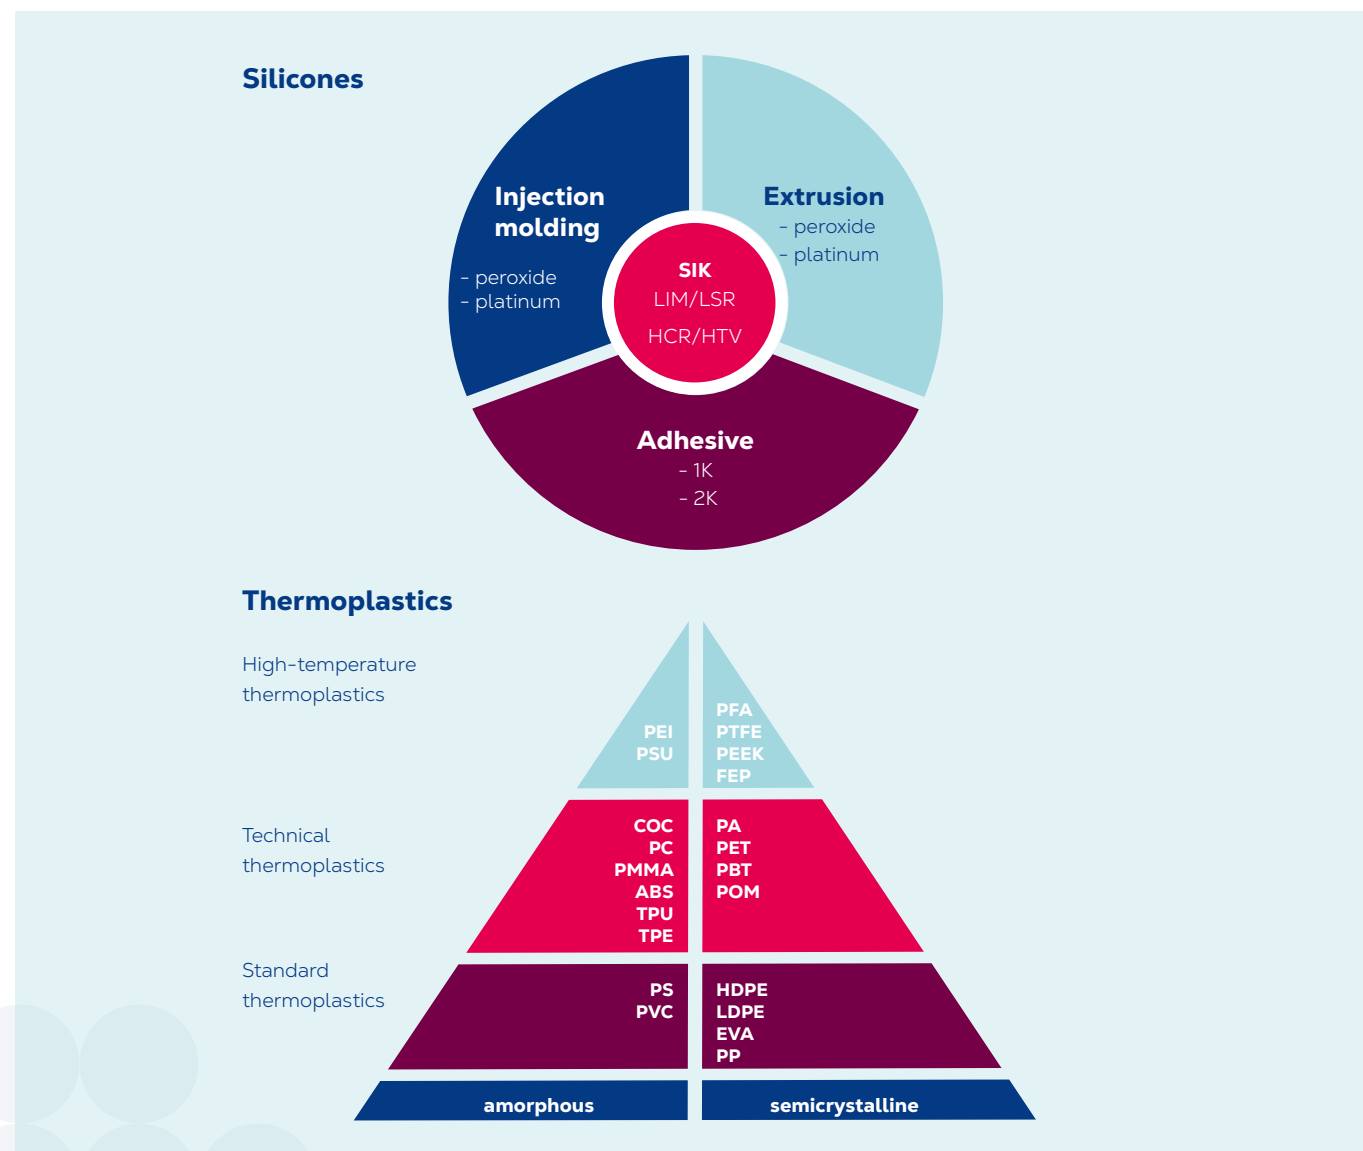 Silicones
Injection
molding
- peroxide
- platinum
Extrusion
- peroxide
- platinum
SIK
LIM/LSR
HCR/HTV
Adhesive
- 1K
- 2K
Thermoplastics
High-temperature
thermoplastics
PEI
PSU
PFA
PTFE
PEEK
FEP
Technical
thermoplastics
COC
PC
PMMA
ABS
TPU
TPE
PA
PET
PBT
POM
Standard
thermoplastics
PS
PVC
HDPE
LDPE
EVA
PP
amorphous
semicrystalline